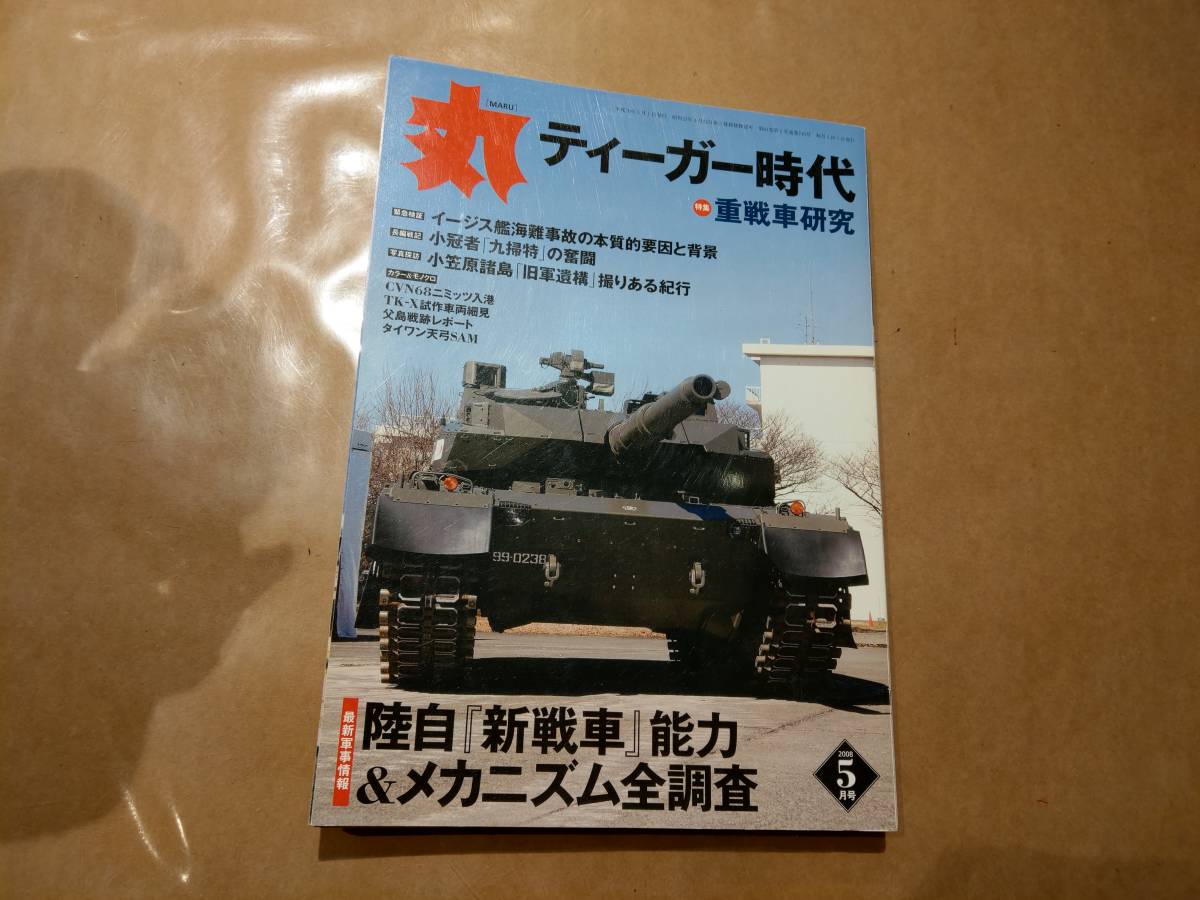 丸
[MARU]
ティーガー時代
特集 重戦車研究
緊急検証 イージス艦海難事故の本質的要因と背景
長編戦記 小冠者「九掃特」の奮闘
写真探訪 小笠原諸島「旧軍遺構」撮りある紀行
カラー&モノクロ
CVN68ニミッツ入港
TK-X試作車両細見
父島戦跡レポート
タイワン天弓SAM
99-0238
最新軍事情報
陸自『新戦車』能力
&メカニズム全調査
2008
5
月号